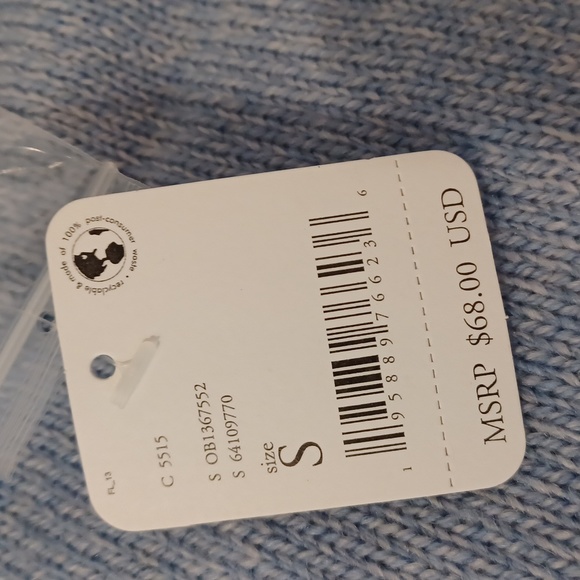 recyclable & made of 100% post-consumer waste •
FL_13
C 5515
S OB1367552
S 64109770
size
S
1 95889 76623 6
MSRP $68.00 USD